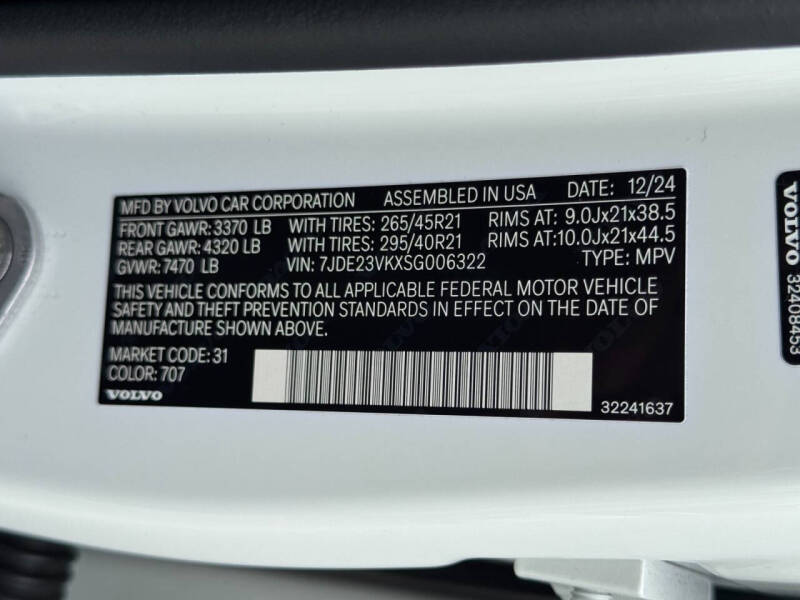 MFD BY VOLVO CAR CORPORATION ASSEMBLED IN USA DATE: 12/24
FRONT GAWR: 3370 LB WITH TIRES: 265/45R21 RIMS AT: 9.0Jx21x38.5
REAR GAWR: 4320 LB WITH TIRES: 295/40R21 RIMS AT: 10.0Jx21x44.5
GVWR: 7470 LB VIN: 7JDE23VKXSG006322 TYPE: MPV
THIS VEHICLE CONFORMS TO ALL APPLICABLE FEDERAL MOTOR VEHICLE
SAFETY AND THEFT PREVENTION STANDARDS IN EFFECT ON THE DATE OF
MANUFACTURE SHOWN ABOVE.
MARKET CODE: 31
COLOR: 707
VOLVO
32241637
VOLVO
32408453